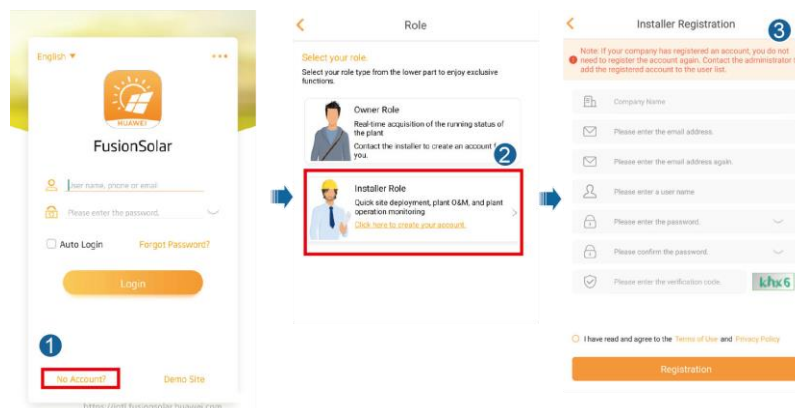 English ▼
HUAWEI
FusionSolar
User name, phone or email
Please enter the password.
Auto Login
Forgot Password?
Login
1
No Account?
Demo Site
https://intl.fusionsolar.huawei.com
Role
Select your role.
Select your role type from the lower part to enjoy exclusive
functions.
Owner Role
Real-time acquisition of the running status of
the plant
Contact the installer to create an account
you.
2
Installer Role
Quick site deployment, plant O&M, and plant
operation monitoring
Click here to create your account.
Installer Registration
3
Note: If your company has registered an account, you do not
need to register the account again. Contact the administrator
add the registered account to the user list.
Company Name
Please enter the email address.
Please enter the email address again.
Please enter a user name
Please enter the password.
Please confirm the password.
Please enter the verification code.
khx6
I have read and agree to the Terms of Use and Privacy Policy
Registration